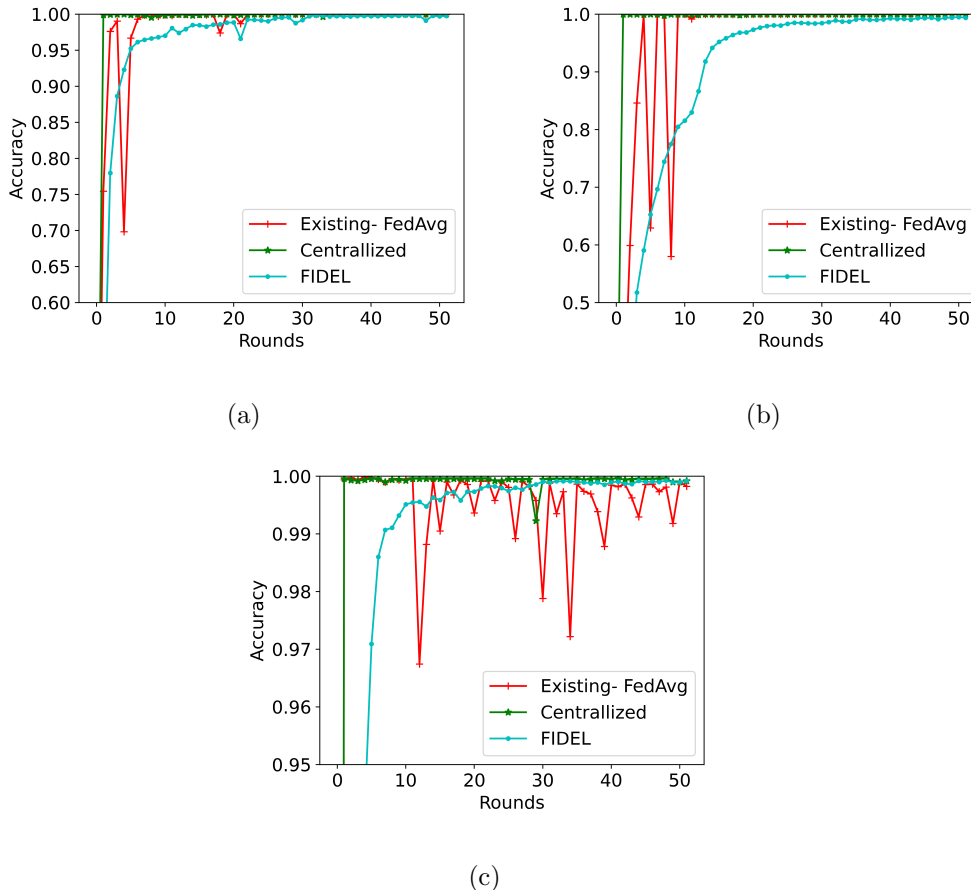 1.00
0.95
0.90
0.85
0.80
0.75
0.70
0.65
0.60
Accuracy
0 10 20 30 40 50
Rounds
Existing- FedAvg
Centrallized
FIDEL
(a)
1.0
0.9
0.8
0.7
0.6
0.5
Accuracy
0 10 20 30 40 50
Rounds
Existing- FedAvg
Centrallized
FIDEL
(b)
1.00
0.99
0.98
0.97
0.96
0.95
Accuracy
0 10 20 30 40 50
Rounds
Existing- FedAvg
Centrallized
FIDEL
(c)